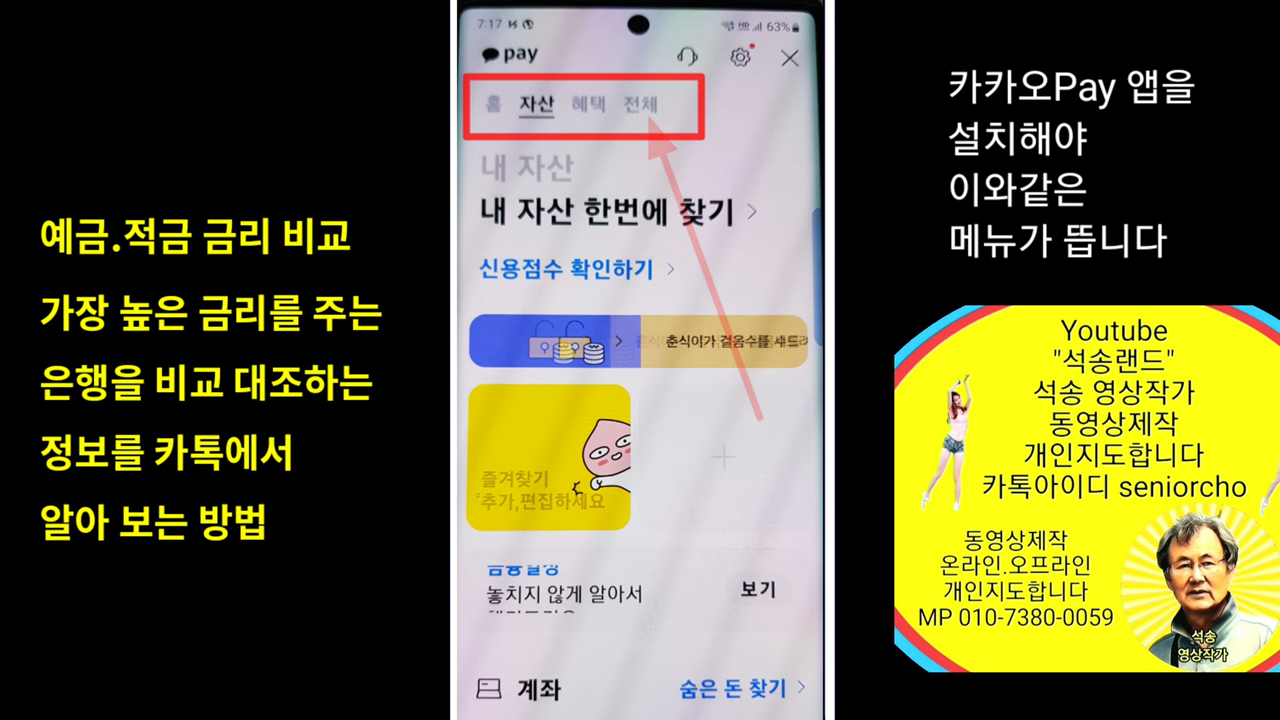 예금.적금 금리 비교
가장 높은 금리를 주는
은행을 비교 대조하는
정보를 카톡에서
알아 보는 방법
7:17
63%
pay
홈 자산 혜택 전체
내 자산
내 자산 한번에 찾기 >
신용점수 확인하기 >
춘식이가 걸음수를
즐겨찾기
추가,편집하세요
놓치지 않게 알아서
보기
계좌
숨은 돈 찾기 >
카카오Pay 앱을
설치해야
이와같은
메뉴가 뜹니다
Youtube
"석송랜드"
석송 영상작가
동영상제작
개인지도합니다
카톡아이디 seniorcho
동영상제작
온라인.오프라인
개인지도합니다
MP 010-7380-0059
석송
영상작가